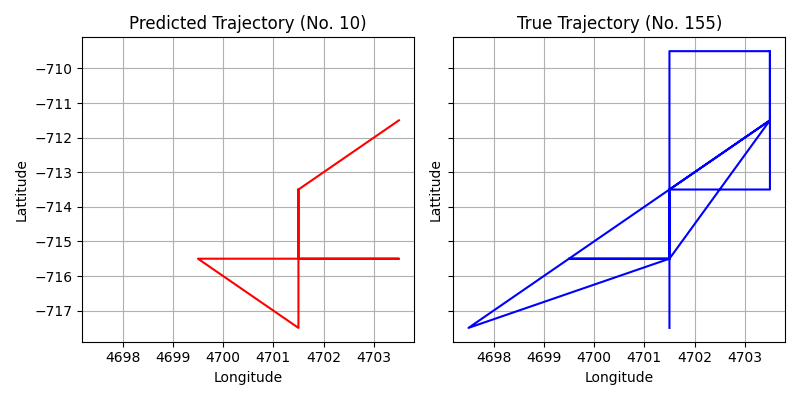 Predicted Trajectory (No. 10)
True Trajectory (No. 155)
−710
−711
−712
−713
−714
−715
−716
−717
Lattitude
Lattitude
4698 4699 4700 4701 4702 4703
4698 4699 4700 4701 4702 4703
Longitude
Longitude